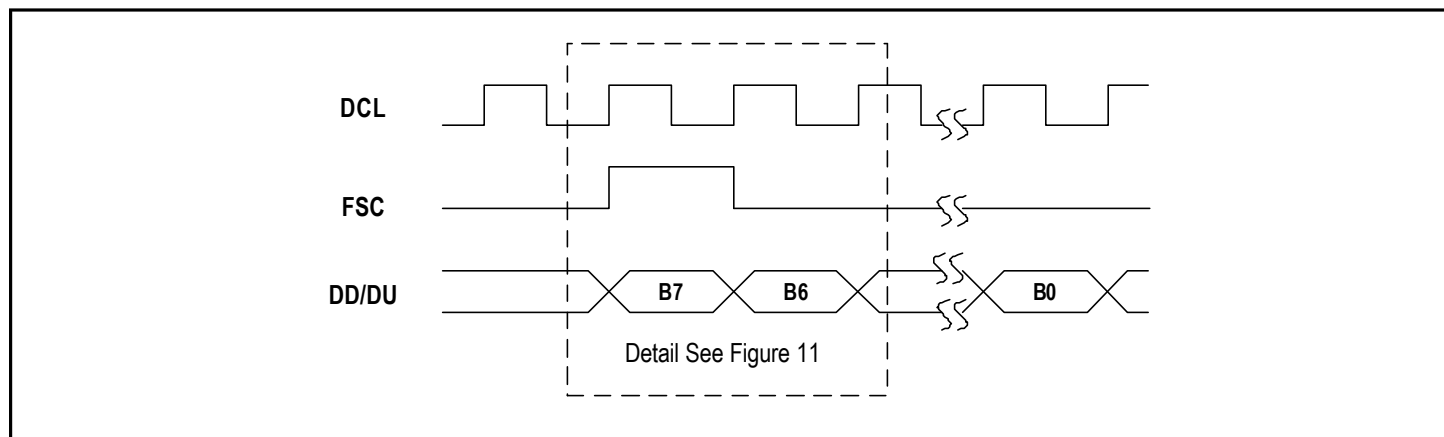 DCL
FSC
DD/DU
B7
B6
B0
Detail See Figure 11